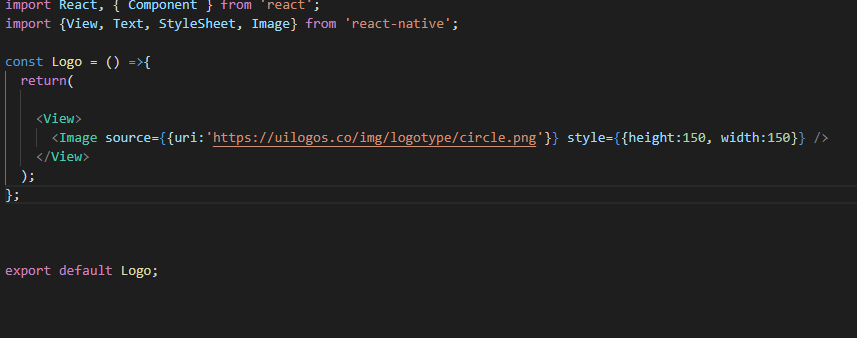 import React, { Component } from 'react';
import {View, Text, StyleSheet, Image} from 'react-native';
const Logo = () =>{
return(
<View>
<Image source={{uri:'https://uilogos.co/img/logotype/circle.png'}} style={{height:150, width:150}} />
</View>
);
};
export default Logo;